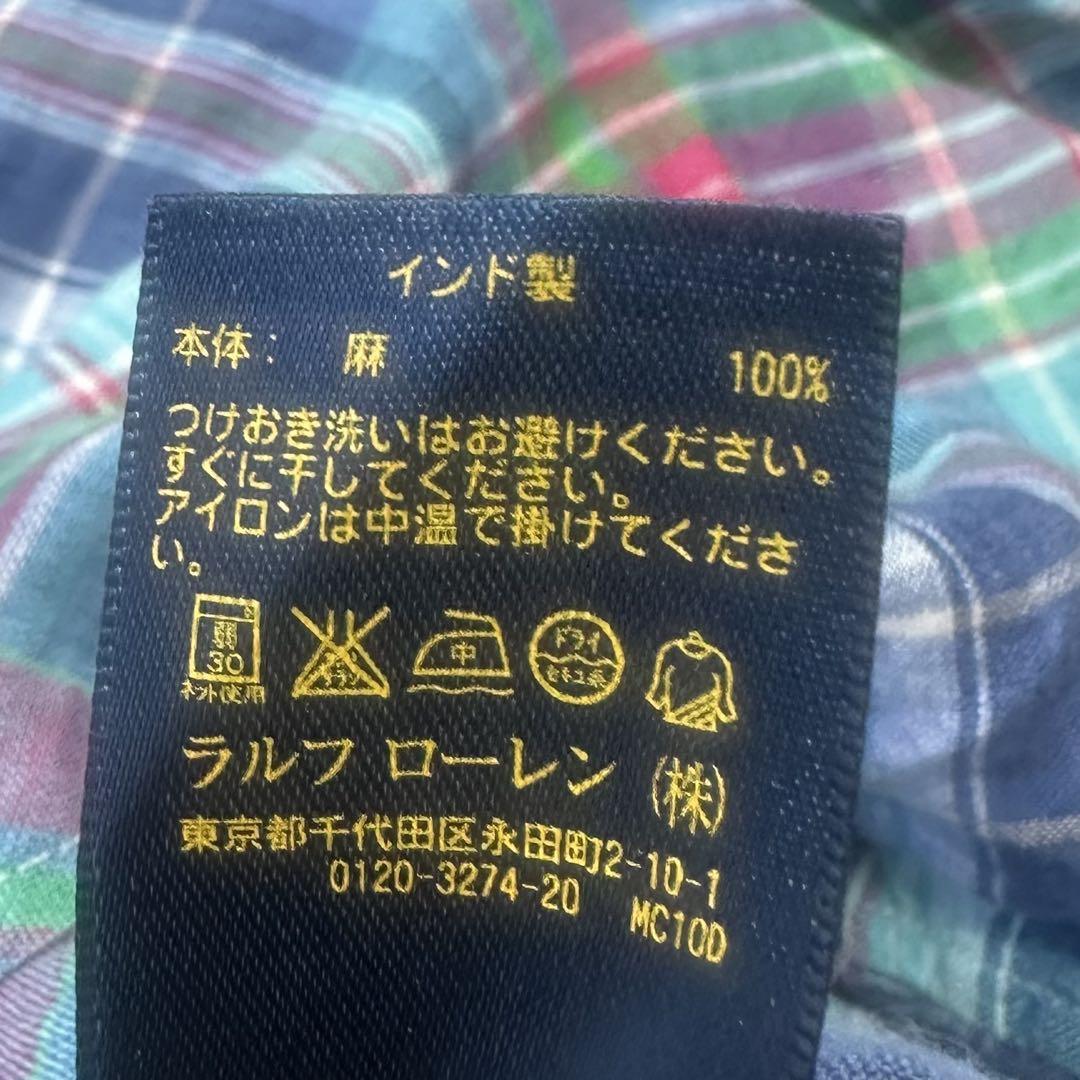 インド製
本体: 麻 100%
つけおき洗いはお避けください。
すぐに干してください。
アイロンは中温で掛けてくださ
い。
弱
30
ネット使用
中
ドライ
セキユ系
ラルフ ローレン (株)
東京都千代田区永田町2-10-1
0120-3274-20 MC10D